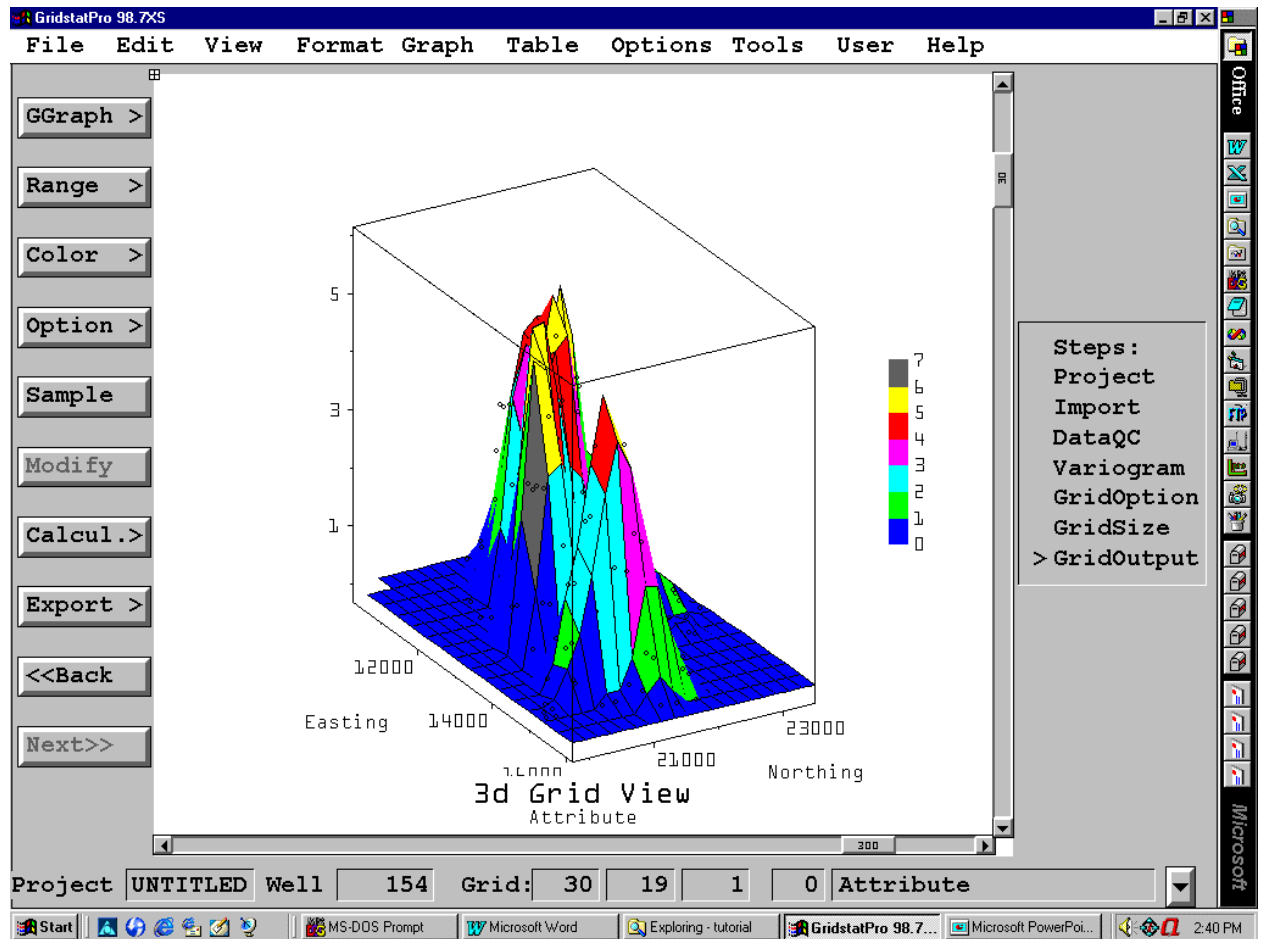 GridstatPro 98.7XS
File Edit View Format Graph Table Options Tools User Help
GGraph >
Range >
Color >
Option >
Sample
Modify
Calcul.>
Export >
<<Back
Next>>
5
3
1
12000
14000
Easting
21000
23000
Northing
3d Grid View
Attribute
7
6
5
4
3
2
1
0
30
300
Steps:
Project
Import
DataQC
Variogram
GridOption
GridSize
> GridOutput
Office
Microsoft
Project UNTITLED Well 154 Grid: 30 19 1 0 Attribute
Start MS-DOS Prompt Microsoft Word Exploring - tutorial GridstatPro 98.7... Microsoft PowerPoi... 2:40 PM